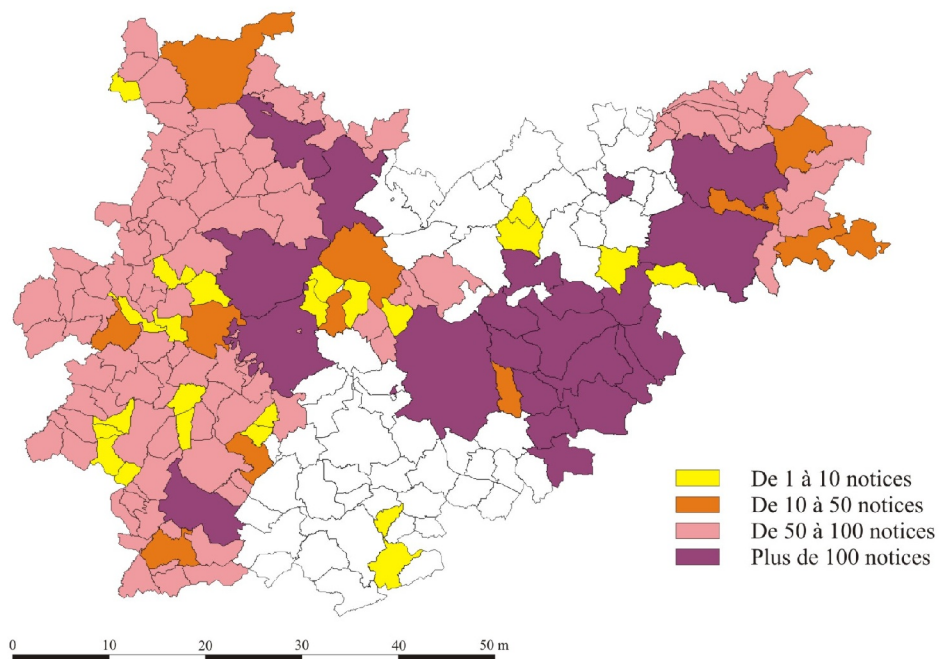 De 1 à 10 notices
De 10 à 50 notices
De 50 à 100 notices
Plus de 100 notices
0 10 20 30 40 50 m